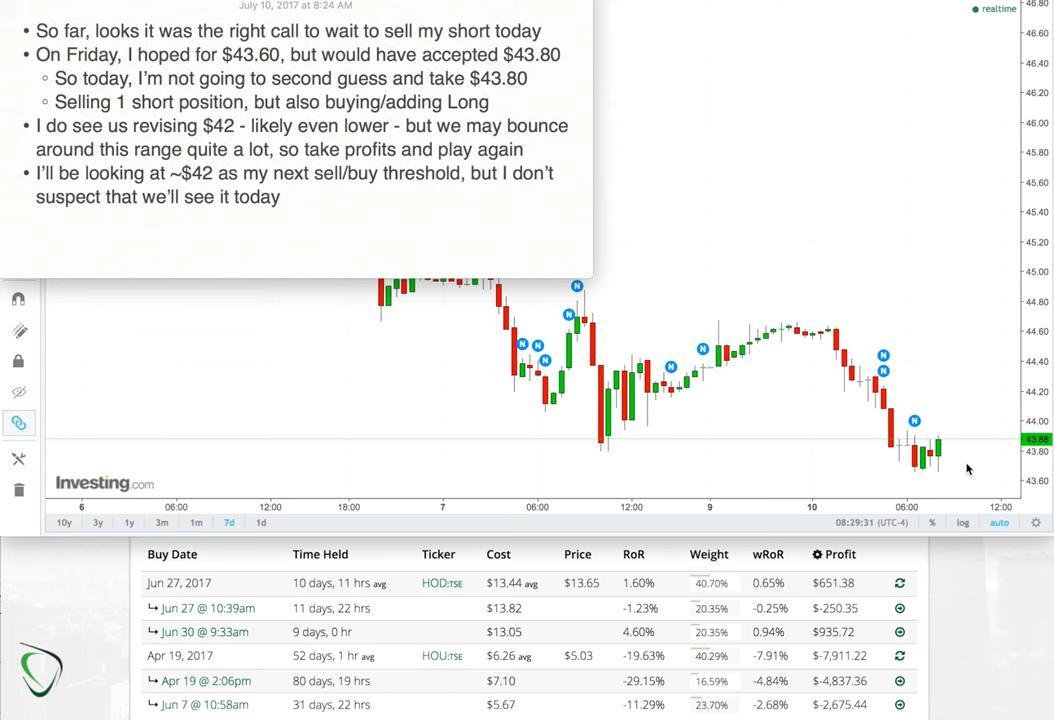 July 10, 2017 at 8:24 AM
• So far, looks it was the right call to wait to sell my short today
• On Friday, I hoped for $43.60, but would have accepted $43.80
◦ So today, I'm not going to second guess and take $43.80
◦ Selling 1 short position, but also buying/adding Long
• I do see us revising $42 - likely even lower - but we may bounce
around this range quite a lot, so take profits and play again
• I'll be looking at ~$42 as my next sell/buy threshold, but I don't
suspect that we'll see it today
realtime
46.80
46.60
46.40
46.20
46.00
45.80
45.60
45.40
45.20
45.00
44.80
44.60
44.40
44.20
44.00
43.88
43.80
43.60
N
N
N N
N
N
N
N
N
N
Investing.com
6 06:00 12:00 18:00 7 06:00 12:00 9 10 06:00 12:00
10y 3y 1y 3m 1m 7d 1d 08:29:31 (UTC-4) % log auto
Buy Date Time Held Ticker Cost Price RoR Weight wRoR Profit
Jun 27, 2017 10 days, 11 hrs avg HOD:TSE $13.44 avg $13.65 1.60% 40.70% 0.65% $651.38
Jun 27 @ 10:39am 11 days, 22 hrs $13.82 -1.23% 20.35% -0.25% $-250.35
Jun 30 @ 9:33am 9 days, 0 hr $13.05 4.60% 20.35% 0.94% $935.72
Apr 19, 2017 52 days, 1 hr avg HOU:TSE $6.26 avg $5.03 -19.63% 40.29% -7.91% $-7,911.22
Apr 19 @ 2:06pm 80 days, 19 hrs $7.10 -29.15% 16.59% -4.84% $-4,837.36
Jun 7 @ 10:58am 31 days, 22 hrs $5.67 -11.29% 23.70% -2.68% $-2,675.44